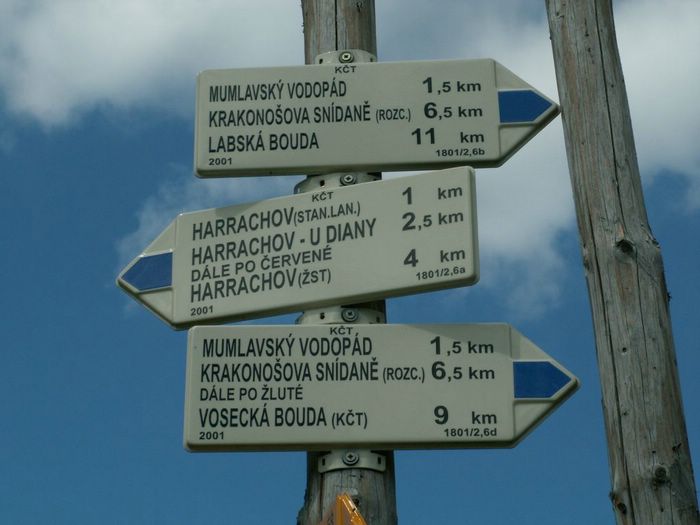 KČT
MUMLAVSKÝ VODOPÁD 1,5 km
KRAKONOŠOVA SNÍDANĚ (ROZC.) 6,5 km
LABSKÁ BOUDA 11 km
2001 1801/2,6b
KČT
HARRACHOV (STAN.LAN.) 1 km
HARRACHOV - U DIANY 2,5 km
DÁLE PO ČERVENÉ
HARRACHOV (ŽST) 4 km
2001 1801/2,6a
KČT
MUMLAVSKÝ VODOPÁD 1,5 km
KRAKONOŠOVA SNÍDANĚ (ROZC.) 6,5 km
DÁLE PO ŽLUTÉ
VOSECKÁ BOUDA (KČT) 9 km
2001 1801/2,6d